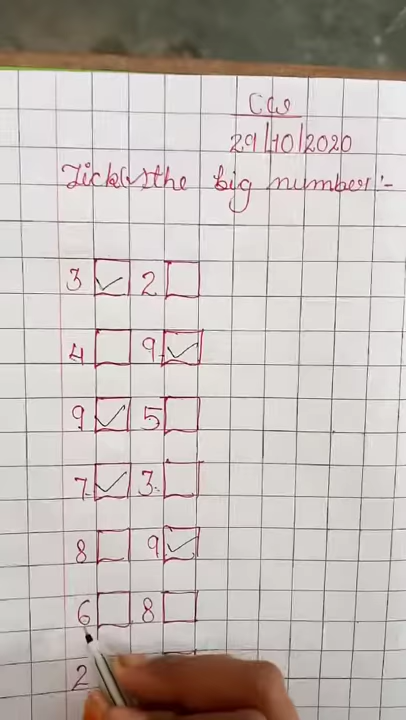 C.W
29/10/2020
Tick(✓)the big number:-
3 ✓ 2
4 9 ✓
9 ✓ 5
7 ✓ 3
8 9 ✓
6 8
2